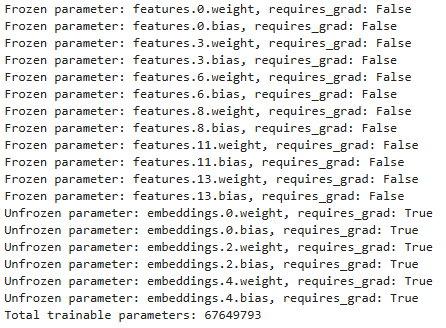 Frozen parameter: features.0.weight, requires_grad: False
Frozen parameter: features.0.bias, requires_grad: False
Frozen parameter: features.3.weight, requires_grad: False
Frozen parameter: features.3.bias, requires_grad: False
Frozen parameter: features.6.weight, requires_grad: False
Frozen parameter: features.6.bias, requires_grad: False
Frozen parameter: features.8.weight, requires_grad: False
Frozen parameter: features.8.bias, requires_grad: False
Frozen parameter: features.11.weight, requires_grad: False
Frozen parameter: features.11.bias, requires_grad: False
Frozen parameter: features.13.weight, requires_grad: False
Frozen parameter: features.13.bias, requires_grad: False
Unfrozen parameter: embeddings.0.weight, requires_grad: True
Unfrozen parameter: embeddings.0.bias, requires_grad: True
Unfrozen parameter: embeddings.2.weight, requires_grad: True
Unfrozen parameter: embeddings.2.bias, requires_grad: True
Unfrozen parameter: embeddings.4.weight, requires_grad: True
Unfrozen parameter: embeddings.4.bias, requires_grad: True
Total trainable parameters: 67649793